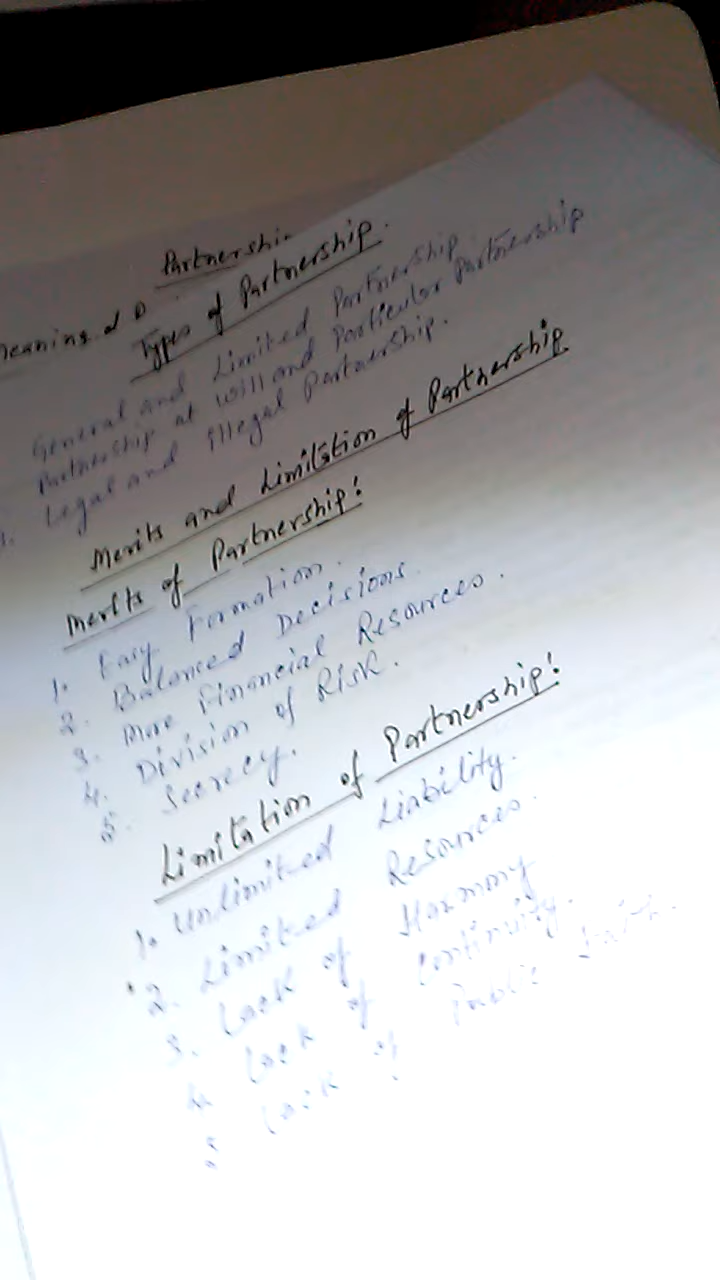 Partnershi
Meaning of D
Types of Partnership.
General and Limited Partnership.
Partnership at will and Particular Partnership
3. Legal and illegal Partnership.
Merits and Limitation of Partnership
Merits of Partnership:
1. Easy Formation.
2. Balanced Decisions.
3. More Financial Resources.
4. Division of Risk.
5. Secrecy.
Limitation of Partnership:
1. Unlimited Liability.
2. Limited Resources.
3. Lack of Harmony
4. Lack of Continuity.
5 Lack of Public Faith.